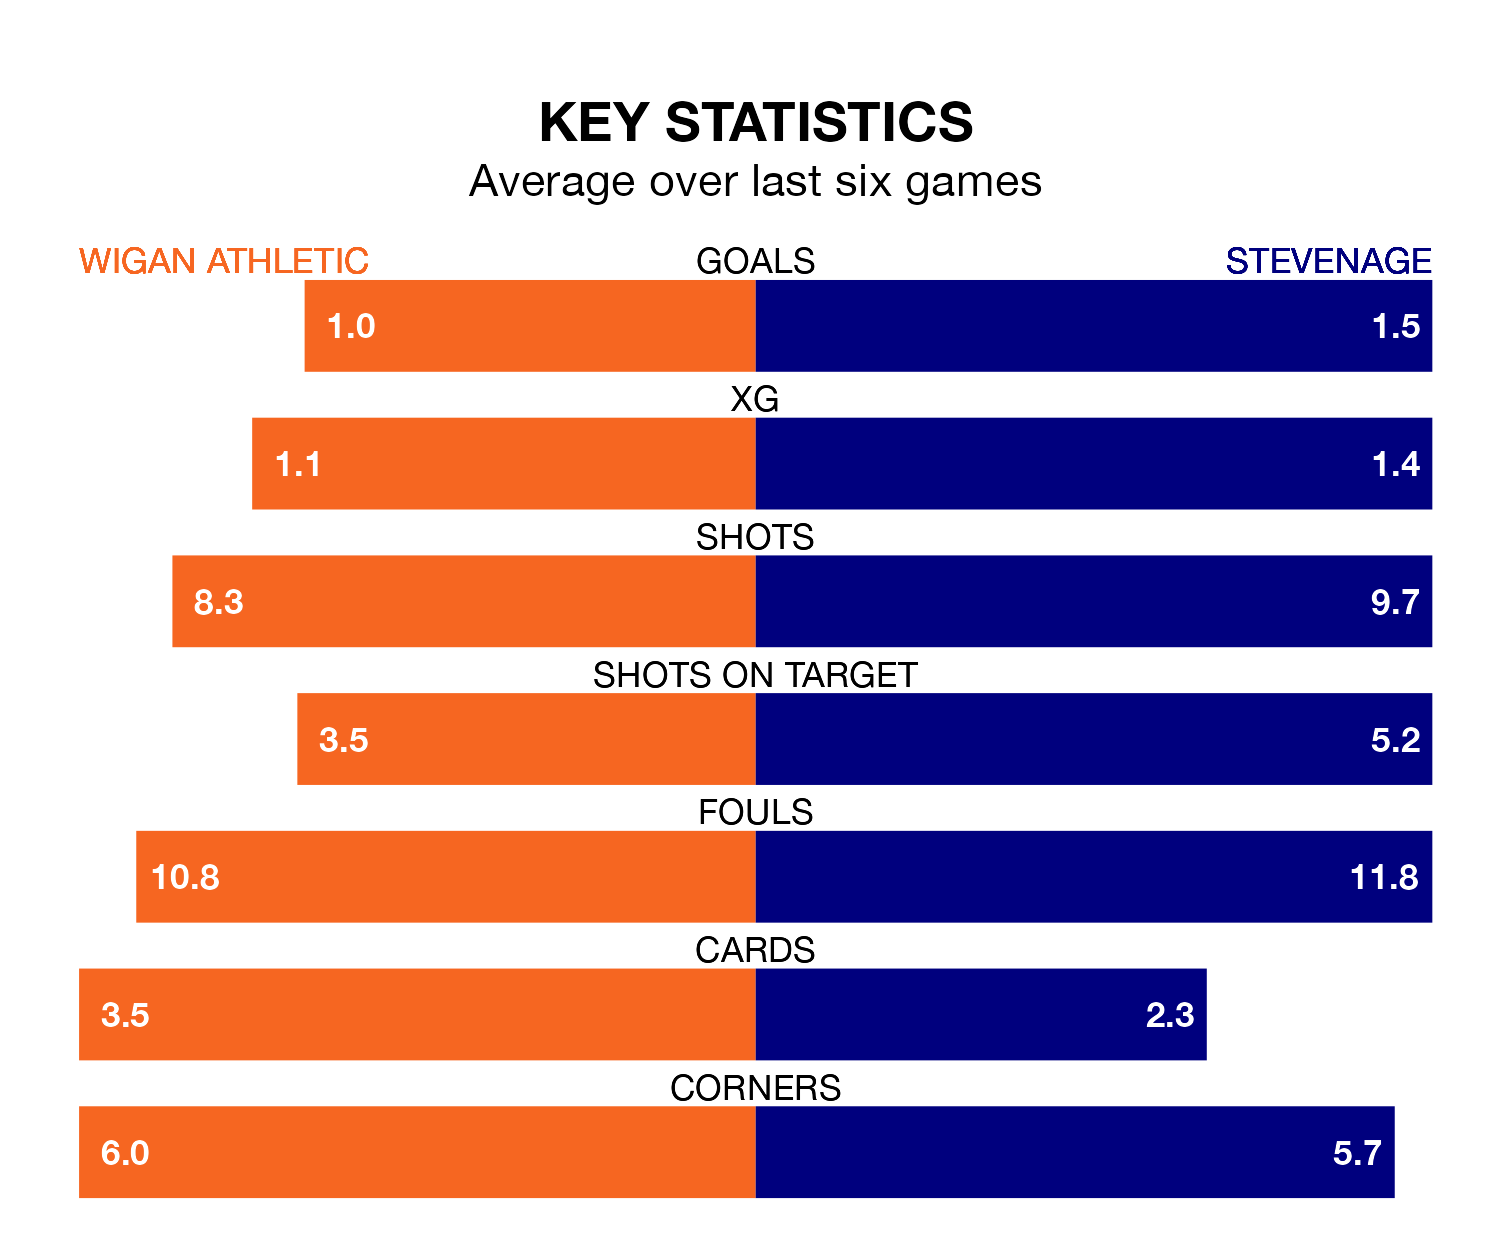 KEY STATISTICS
Average over last six games
WIGAN ATHLETIC GOALS STEVENAGE
1.0 1.5
XG
1.1 1.4
SHOTS
8.3 9.7
SHOTS ON TARGET
3.5 5.2
FOULS
10.8 11.8
CARDS
3.5 2.3
CORNERS
6.0 5.7